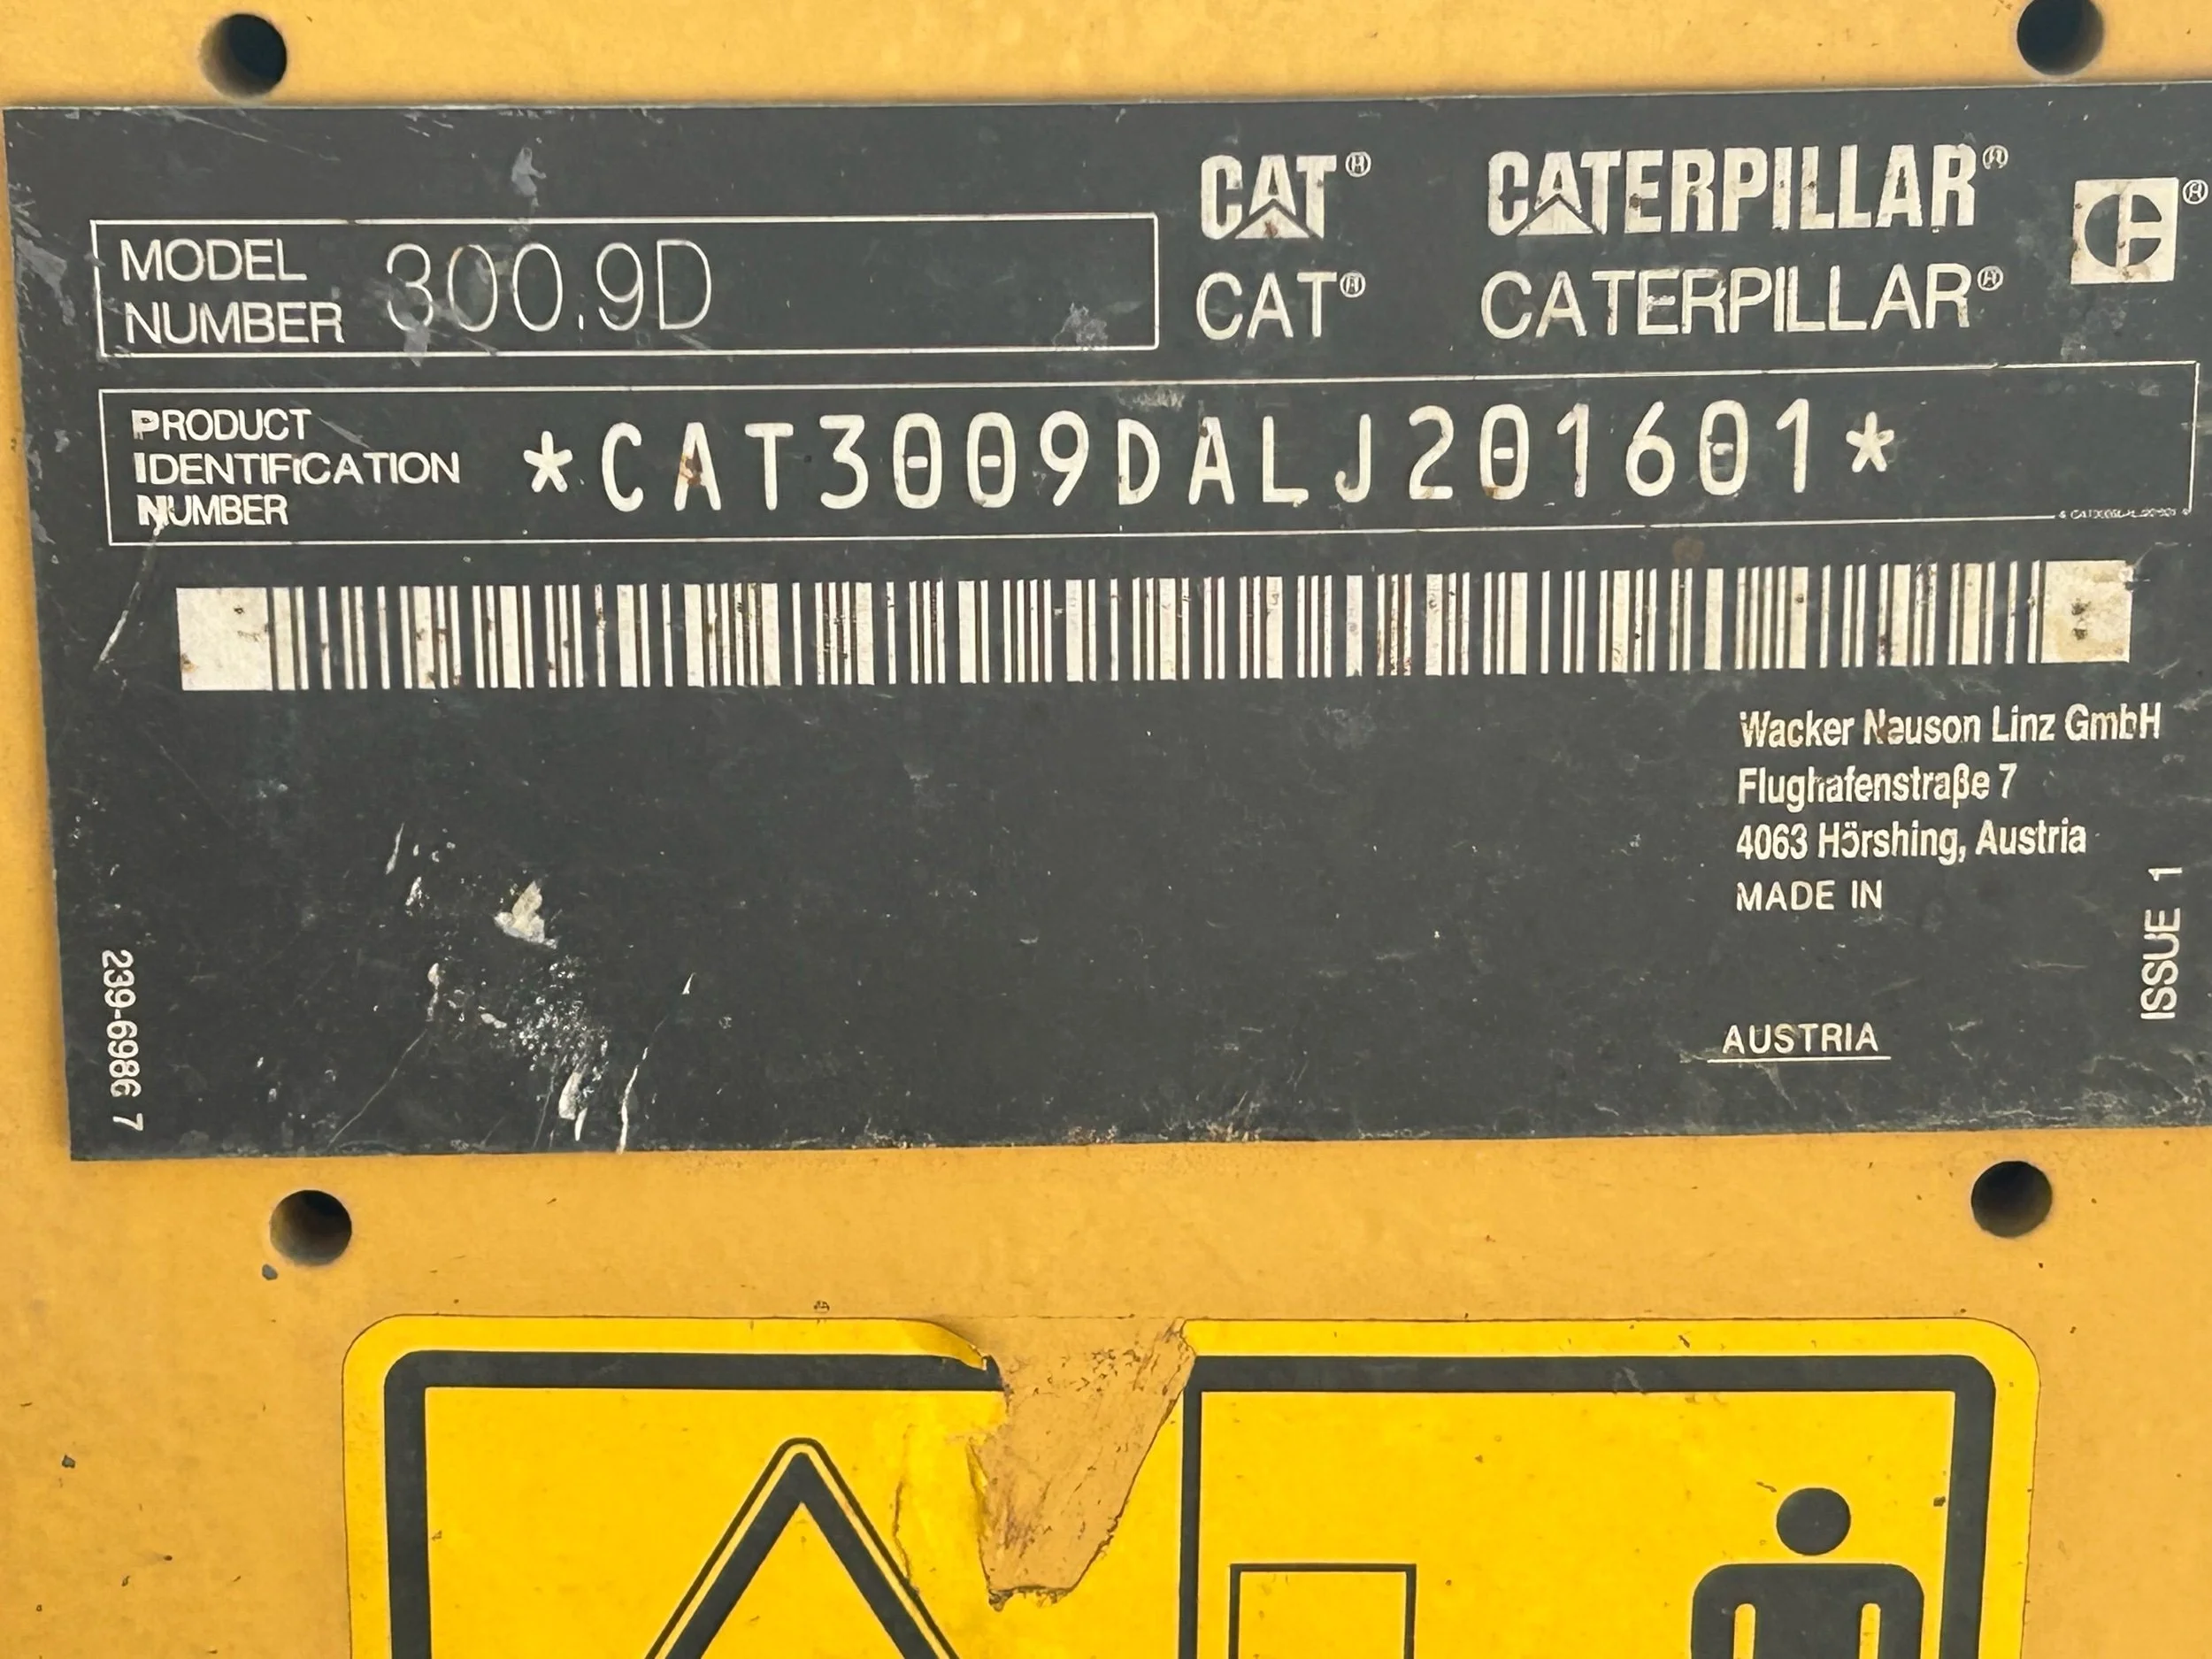 CAT® CATERPILLAR®
MODEL NUMBER 300.9D
CAT® CATERPILLAR®
PRODUCT IDENTIFICATION NUMBER *CAT3009DALJ201601*
Wacker Neuson Linz GmbH
Flughafenstraße 7
4063 Hörshing, Austria
MADE IN
AUSTRIA
ISSUE 1
239-6986 7